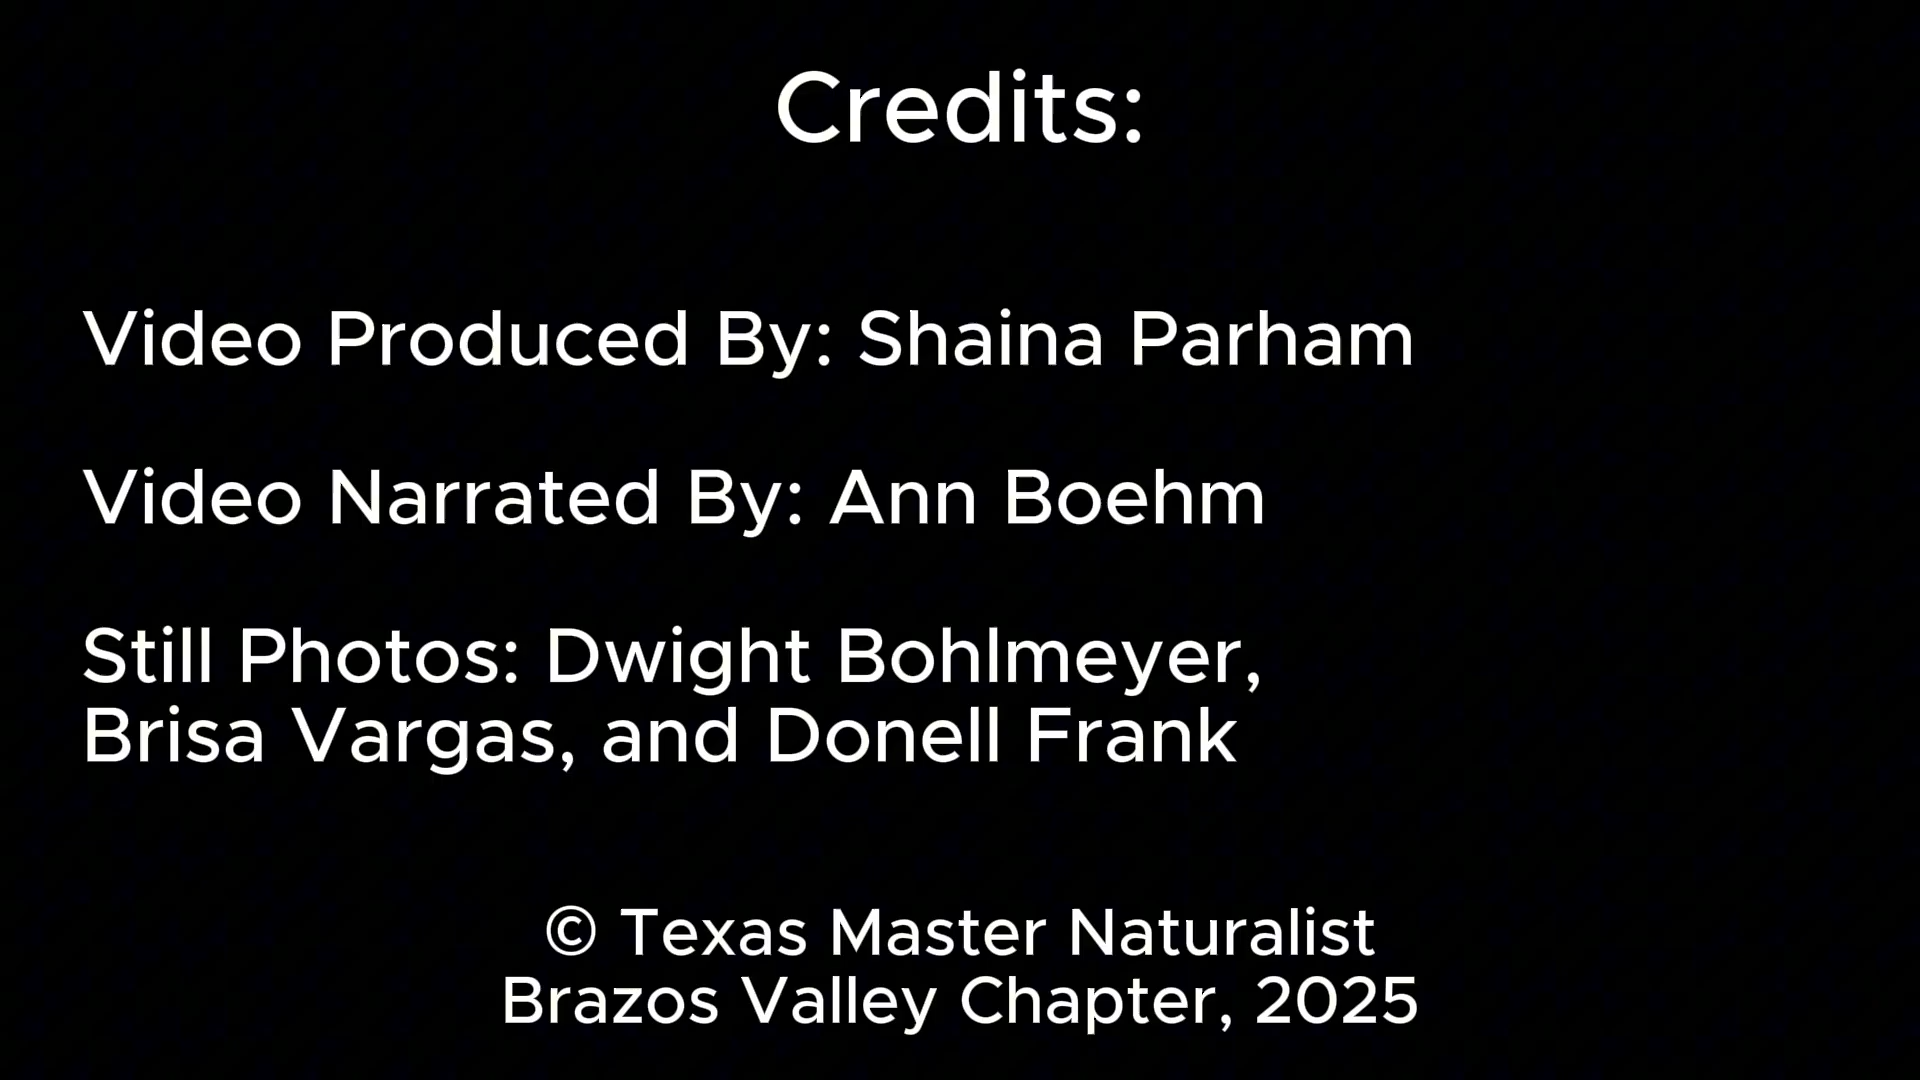 Credits:
Video Produced By: Shaina Parham
Video Narrated By: Ann Boehm
Still Photos: Dwight Bohlmeyer,
Brisa Vargas, and Donell Frank
© Texas Master Naturalist
Brazos Valley Chapter, 2025